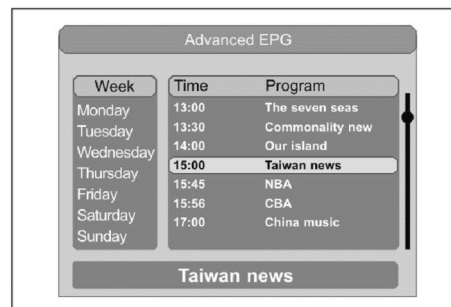 Advanced EPG
Week
Monday
Tuesday
Wednesday
Thursday
Friday
Saturday
Sunday
Time Program
13:00 The seven seas
13:30 Commonality new
14:00 Our island
15:00 Taiwan news
15:45 NBA
15:56 CBA
17:00 China music
Taiwan news